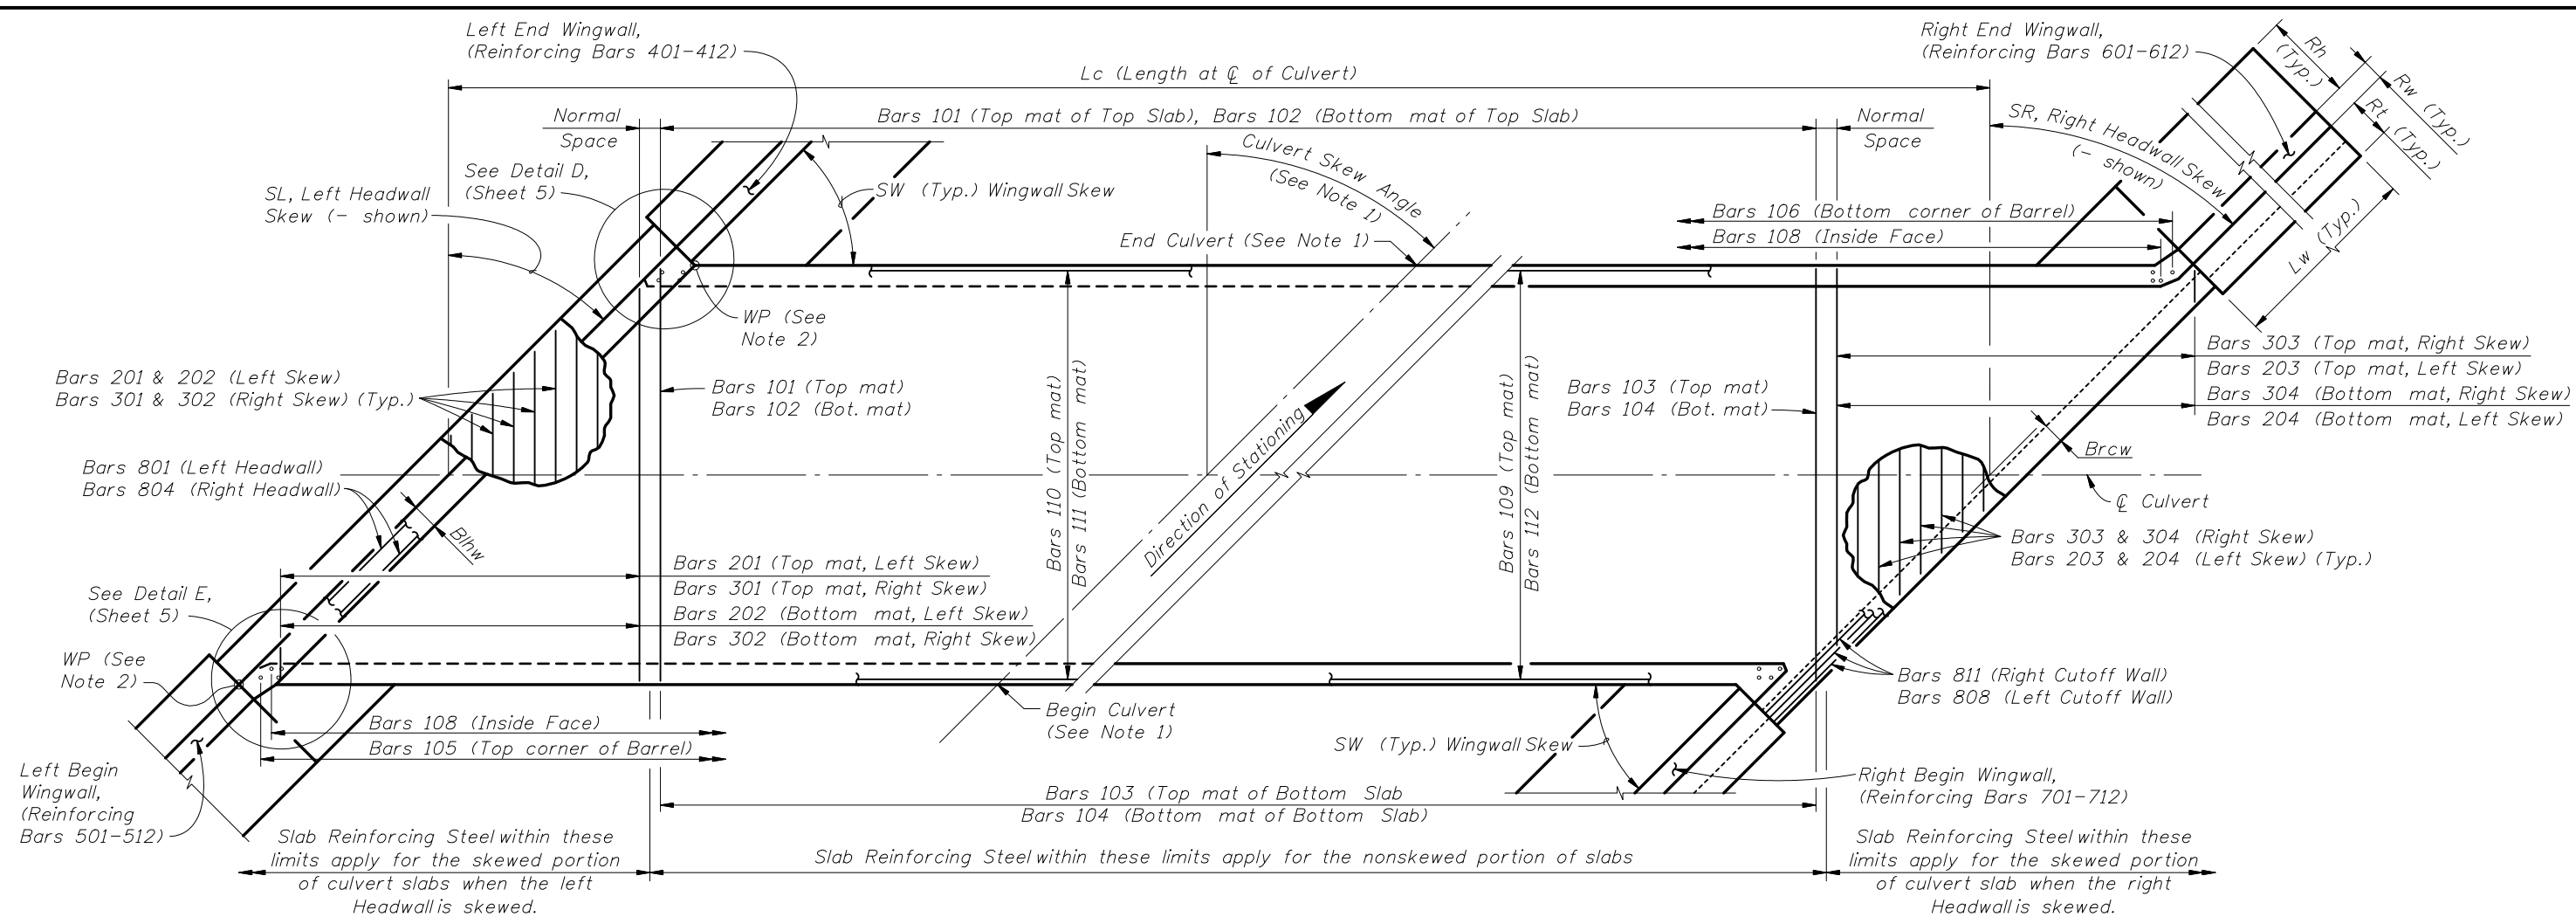 Left End Wingwall,
(Reinforcing Bars 401-412)
Right End Wingwall,
(Reinforcing Bars 601-612)
Rh
(Typ.)
Rw (Typ.)
Rt (Typ.)
Lw (Typ.)
Lc (Length at ℄ of Culvert)
Normal
Space
Bars 101 (Top mat of Top Slab), Bars 102 (Bottom mat of Top Slab)
Normal
Space
See Detail D,
(Sheet 5)
SL, Left Headwall
Skew (- shown)
SW (Typ.) Wingwall Skew
Culvert Skew Angle
(See Note 1)
SR, Right Headwall Skew
(- shown)
End Culvert (See Note 1)
Bars 106 (Bottom corner of Barrel)
Bars 108 (Inside Face)
WP (See
Note 2)
Bars 201 & 202 (Left Skew)
Bars 301 & 302 (Right Skew) (Typ.)
Bars 101 (Top mat)
Bars 102 (Bot. mat)
Bars 110 (Top mat)
Bars 111 (Bottom mat)
Direction of Stationing
Bars 109 (Top mat)
Bars 112 (Bottom mat)
Bars 103 (Top mat)
Bars 104 (Bot. mat)
Bars 303 (Top mat, Right Skew)
Bars 203 (Top mat, Left Skew)
Bars 304 (Bottom mat, Right Skew)
Bars 204 (Bottom mat, Left Skew)
Brcw
℄ Culvert
Bars 801 (Left Headwall)
Bars 804 (Right Headwall)
Blhw
Bars 303 & 304 (Right Skew)
Bars 203 & 204 (Left Skew) (Typ.)
Bars 201 (Top mat, Left Skew)
Bars 301 (Top mat, Right Skew)
Bars 202 (Bottom mat, Left Skew)
Bars 302 (Bottom mat, Right Skew)
See Detail E,
(Sheet 5)
WP (See
Note 2)
Bars 811 (Right Cutoff Wall)
Bars 808 (Left Cutoff Wall)
Bars 108 (Inside Face)
Bars 105 (Top corner of Barrel)
Begin Culvert
(See Note 1)
SW (Typ.) Wingwall Skew
Left Begin
Wingwall,
(Reinforcing
Bars 501-512)
Right Begin Wingwall,
(Reinforcing Bars 701-712)
Bars 103 (Top mat of Bottom Slab
Bars 104 (Bottom mat of Bottom Slab)
Slab Reinforcing Steel within these
limits apply for the skewed portion
of culvert slabs when the left
Headwall is skewed.
Slab Reinforcing Steel within these limits apply for the nonskewed portion of slabs
Slab Reinforcing Steel within these
limits apply for the skewed portion
of culvert slab when the right
Headwall is skewed.